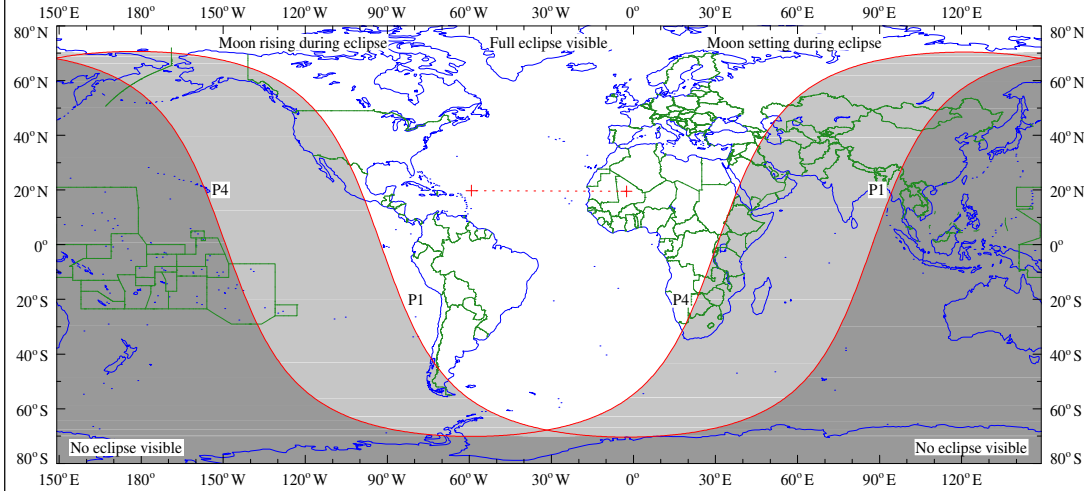 150° E 180° 150° W 120° W 90° W 60° W 30° W 0° 30° E 60° E 90° E 120° E
80° N 80° N
Moon rising during eclipse Full eclipse visible Moon setting during eclipse
60° N 60° N
40° N 40° N
20° N P4 P1 20° N
0° 0°
20° S P1 P4 20° S
40° S 40° S
60° S 60° S
No eclipse visible No eclipse visible
80° S 80° S
150° E 180° 150° W 120° W 90° W 60° W 30° W 0° 30° E 60° E 90° E 120° E